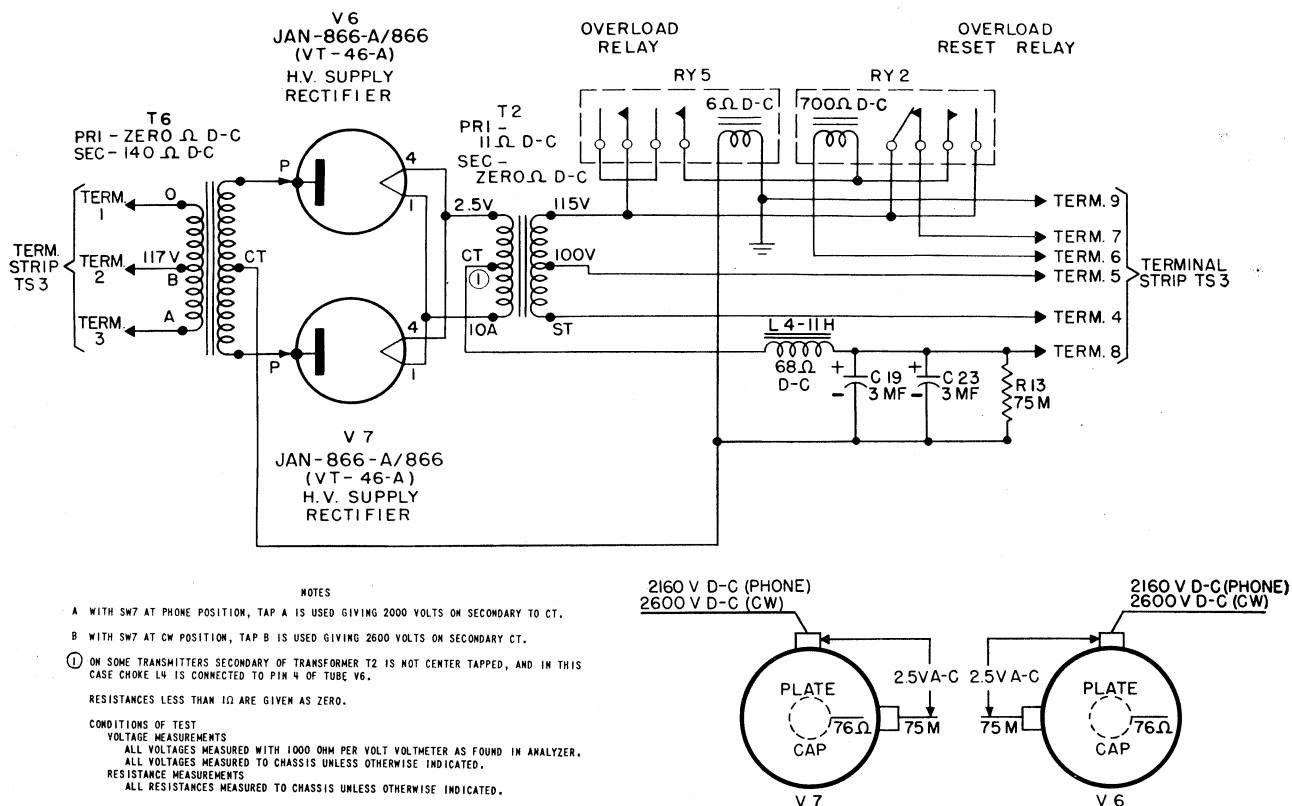 V6
JAN-866-A/866
(VT-46-A)
H.V. SUPPLY
RECTIFIER
OVERLOAD
RELAY
OVERLOAD
RESET RELAY
RY5
RY2
6Ω D-C
700Ω D-C
T6
PRI - ZERO Ω D-C
SEC - 140 Ω D-C
T2
PRI -
11Ω D-C
SEC -
ZERO Ω D-C
P
4
1
TERM.
1
O
2.5V
115V
TERM. 9
TERM.
STRIP
TS3
TERM.
2
117V
B
CT
CT
1
100V
TERM. 7
TERM. 6
TERM. 5
TERMINAL
STRIP TS3
TERM.
3
A
4
10A
ST
TERM. 4
L4-11H
TERM. 8
P
1
68Ω
D-C
+
-
C19
3MF
+
-
C23
3MF
R13
75M
V 7
JAN-866-A/866
(VT-46-A)
H.V. SUPPLY
RECTIFIER
NOTES
A WITH SW7 AT PHONE POSITION, TAP A IS USED GIVING 2000 VOLTS ON SECONDARY TO CT.
B WITH SW7 AT CW POSITION, TAP B IS USED GIVING 2600 VOLTS ON SECONDARY CT.
1 ON SOME TRANSMITTERS SECONDARY OF TRANSFORMER T2 IS NOT CENTER TAPPED, AND IN THIS
CASE CHOKE L4 IS CONNECTED TO PIN 4 OF TUBE V6.
RESISTANCES LESS THAN 1Ω ARE GIVEN AS ZERO.
CONDITIONS OF TEST
VOLTAGE MEASUREMENTS
ALL VOLTAGES MEASURED WITH 1000 OHM PER VOLT VOLTMETER AS FOUND IN ANALYZER.
ALL VOLTAGES MEASURED TO CHASSIS UNLESS OTHERWISE INDICATED.
RESISTANCE MEASUREMENTS
ALL RESISTANCES MEASURED TO CHASSIS UNLESS OTHERWISE INDICATED.
2160 V D-C (PHONE)
2600 V D-C (CW)
2.5V A-C
PLATE
76Ω
75M
CAP
V 7
2160 V D-C (PHONE)
2600 V D-C (CW)
2.5V A-C
PLATE
75M
76Ω
CAP
V 6